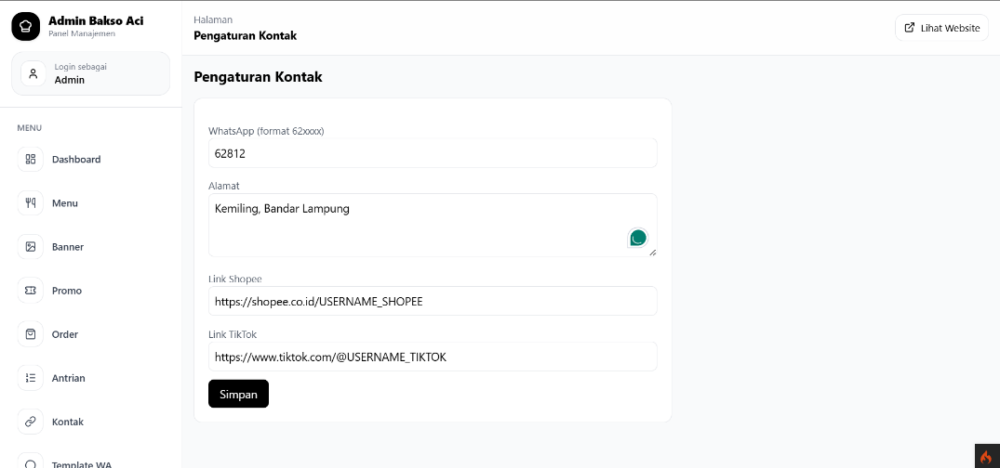 Admin Bakso Aci
Panel Manajemen
Login sebagai
Admin
MENU
Dashboard
Menu
Banner
Promo
Order
Antrian
Kontak
Template WA
Halaman
Pengaturan Kontak
Lihat Website
Pengaturan Kontak
WhatsApp (format 62xxxx)
62812
Alamat
Kemiling, Bandar Lampung
Link Shopee
https://shopee.co.id/USERNAME_SHOPEE
Link TikTok
https://www.tiktok.com/@USERNAME_TIKTOK
Simpan